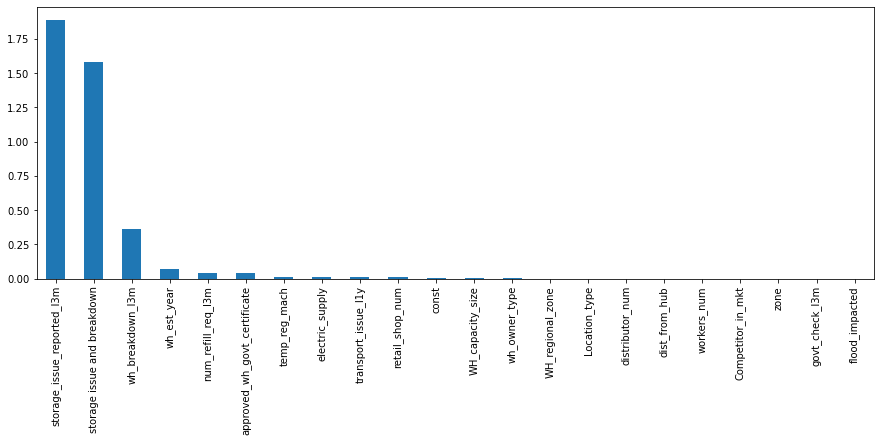 1.75
1.50
1.25
1.00
0.75
0.50
0.25
0.00
storage_issue_reported_l3m
storage issue and breakdown
wh_breakdown_l3m
wh_est_year
num_refill_req_l3m
approved_wh_govt_certificate
temp_reg_mach
electric_supply
transport_issue_l1y
retail_shop_num
const
WH_capacity_size
wh_owner_type
WH_regional_zone
Location_type
distributor_num
dist_from_hub
workers_num
Competitor_in_mkt
zone
govt_check_l3m
flood_impacted